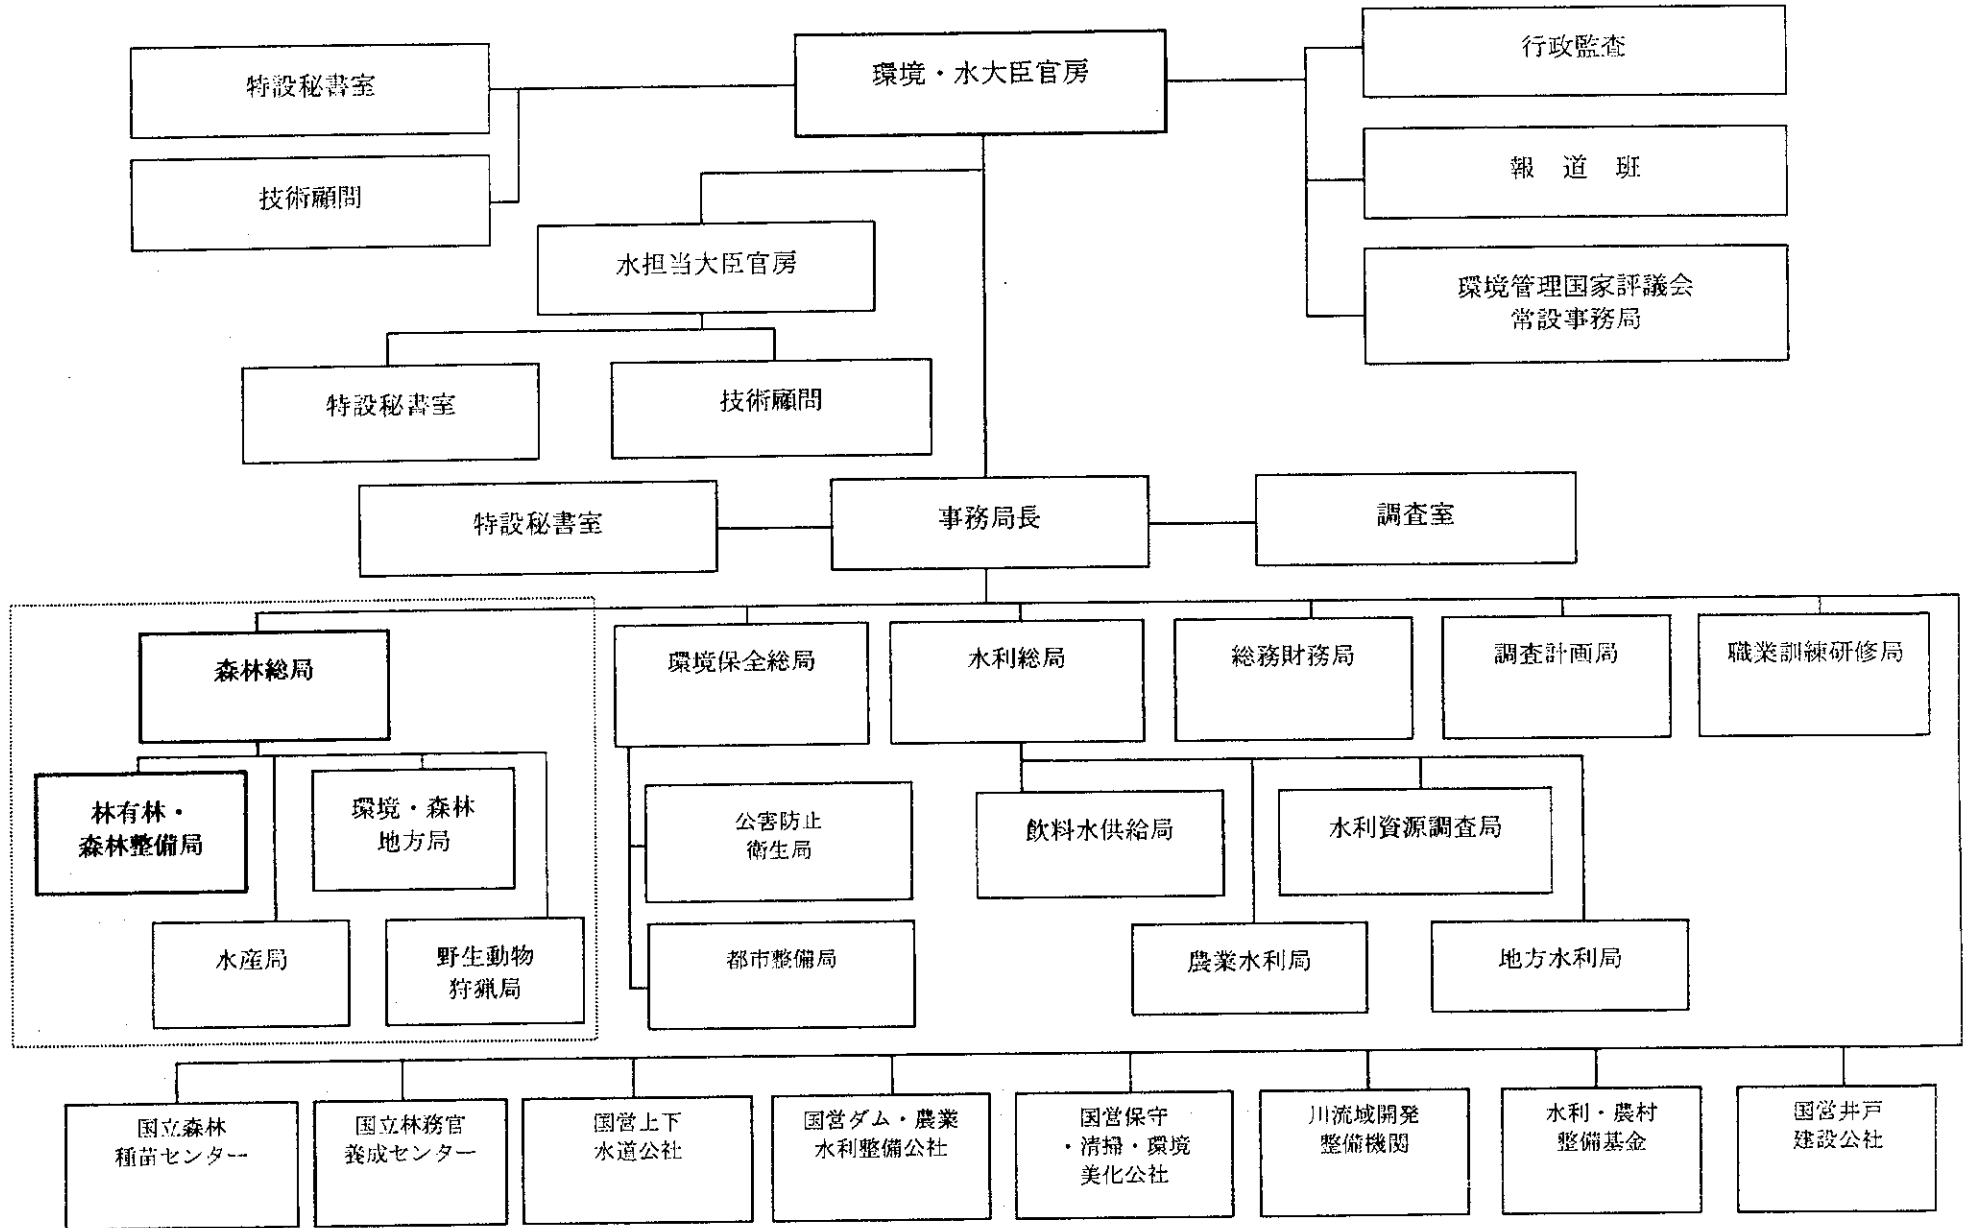 環境・水大臣官房
特設秘書室
技術顧問
行政監査
報 道 班
環境管理国家評議会
常設事務局
水担当大臣官房
特設秘書室
技術顧問
特設秘書室
事務局長
調査室
森林総局
環境保全総局
水利総局
総務財務局
調査計画局
職業訓練研修局
林有林・
森林整備局
環境・森林
地方局
水産局
野生動物
狩猟局
公害防止
衛生局
都市整備局
飲料水供給局
水利資源調査局
農業水利局
地方水利局
国立森林
種苗センター
国立林務官
養成センター
国営上下
水道公社
国営ダム・農業
水利整備公社
国営保守
・清掃・環境
美化公社
川流域開発
整備機関
水利・農村
整備基金
国営井戸
建設公社